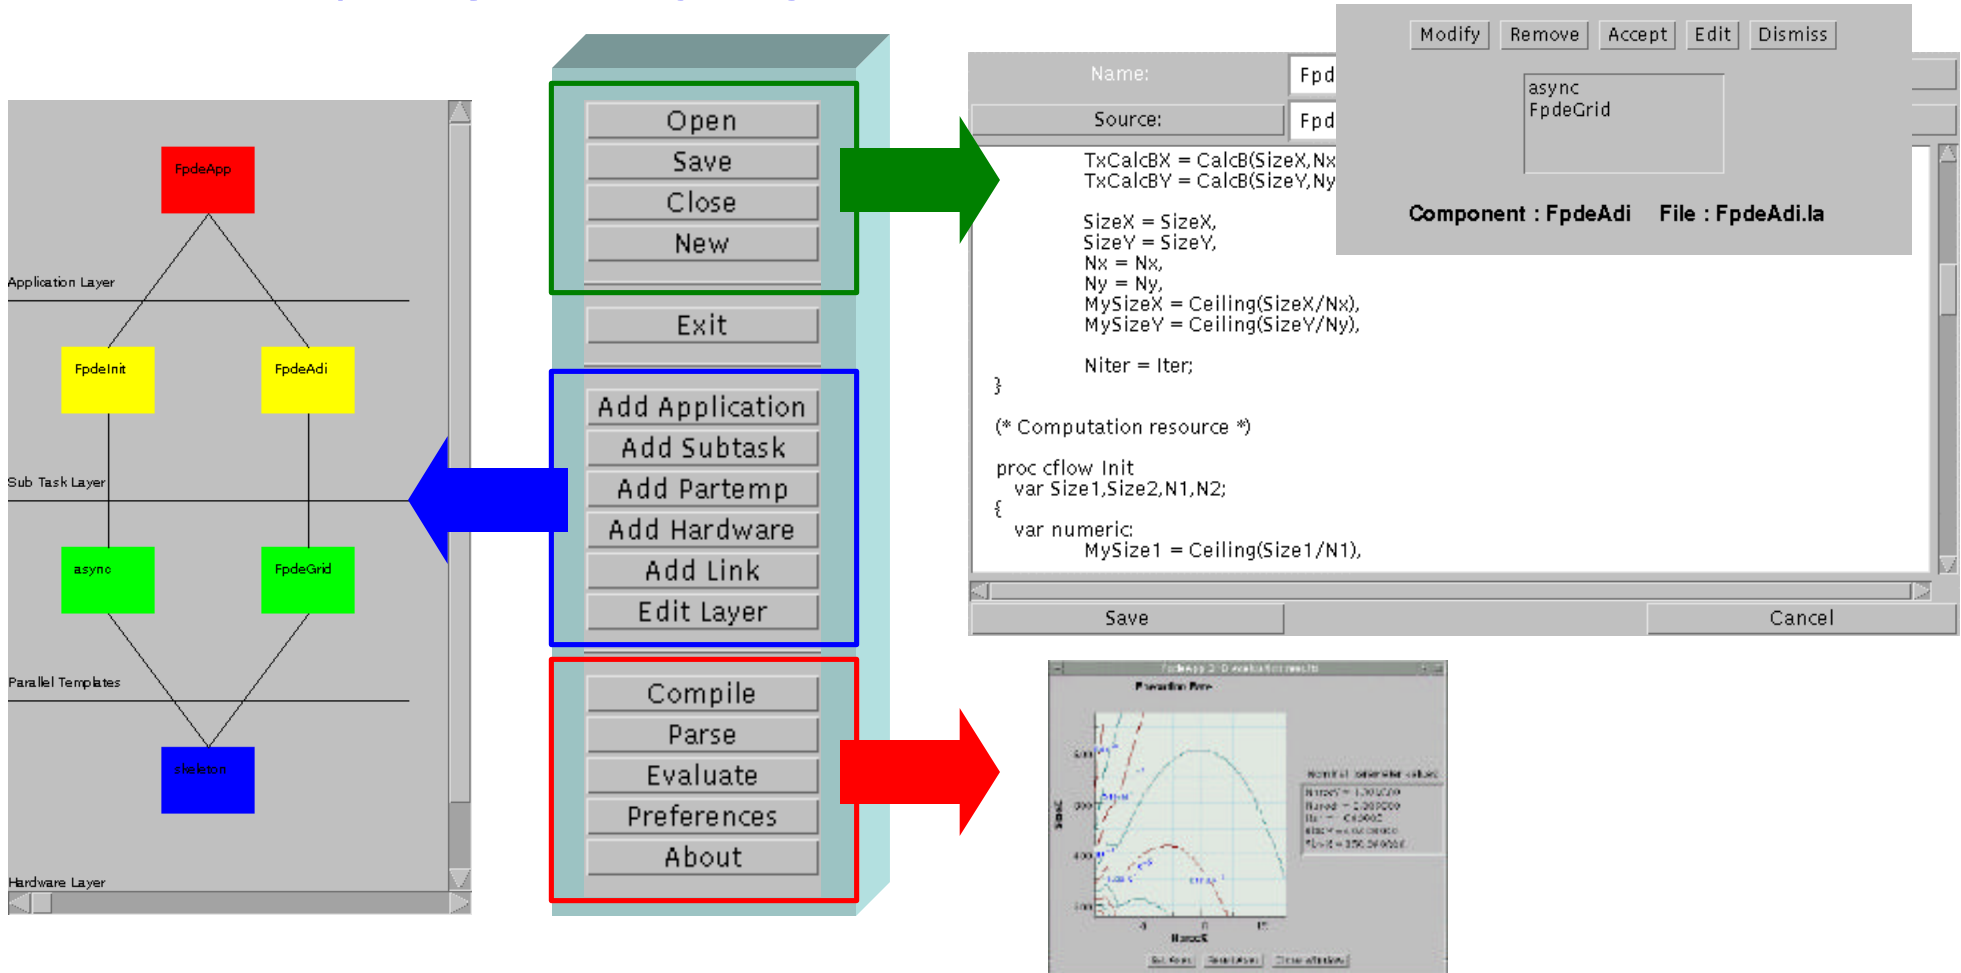 FpdeApp
Application Layer
FpdeInit
FpdeAdi
Sub Task Layer
async
FpdeGrid
Parallel Templates
skeleton
Hardware Layer
Open
Save
Close
New
Exit
Add Application
Add Subtask
Add Partemp
Add Hardware
Add Link
Edit Layer
Compile
Parse
Evaluate
Preferences
About
Modify Remove Accept Edit Dismiss
async
FpdeGrid
Component : FpdeAdi File : FpdeAdi.la
Name: Fpd
Source: Fpd
TxCalcBX = CalcB(SizeX,Nx
TxCalcBY = CalcB(SizeY,Ny
SizeX = SizeX,
SizeY = SizeY,
Nx = Nx,
Ny = Ny,
MySizeX = Ceiling(SizeX/Nx),
MySizeY = Ceiling(SizeY/Ny),
Niter = Iter;
}
(* Computation resource *)
proc cflow Init
var Size1,Size2,N1,N2;
{
var numeric:
MySize1 = Ceiling(Size1/N1),
Save Cancel
400